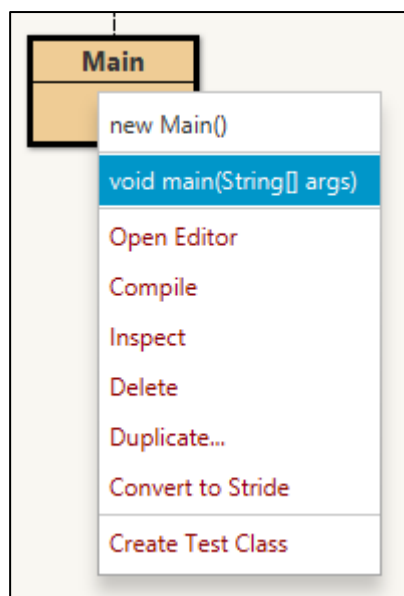 Main
new Main()
void main(String[] args)
Open Editor
Compile
Inspect
Delete
Duplicate...
Convert to Stride
Create Test Class